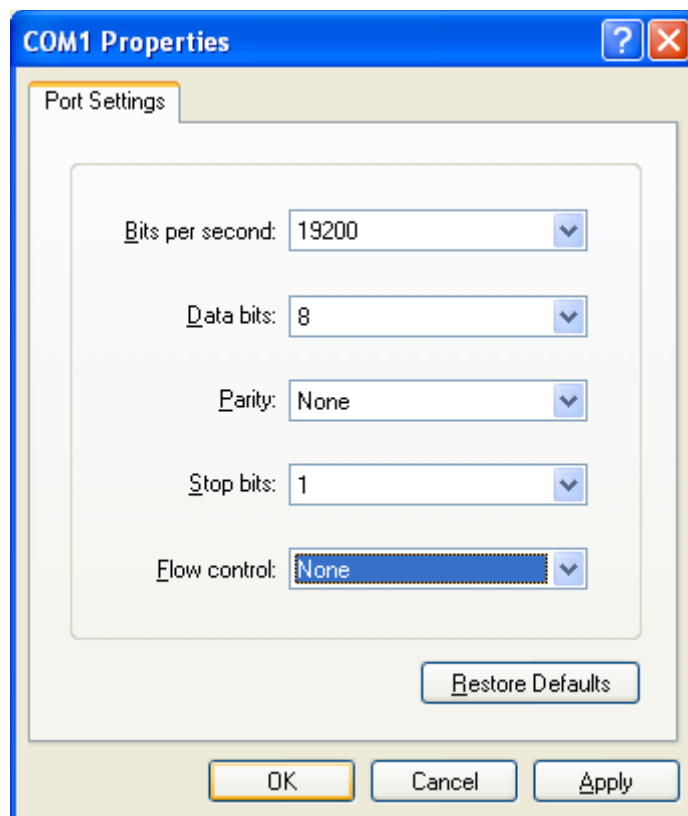 COM1 Properties
Port Settings
Bits per second: 19200
Data bits: 8
Parity: None
Stop bits: 1
Flow control: None
Restore Defaults
OK Cancel Apply